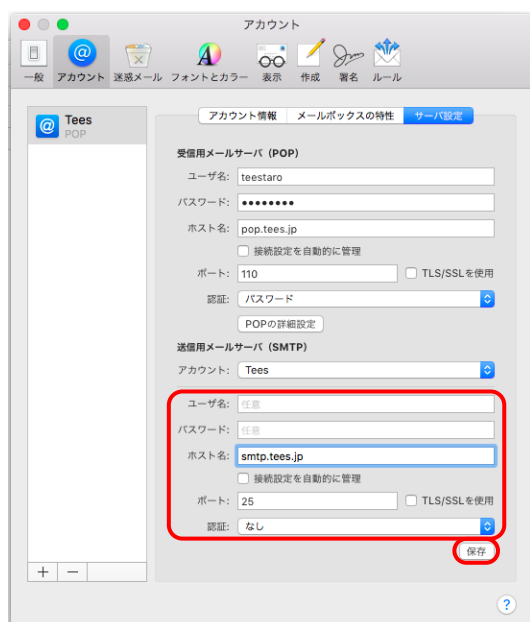 アカウント
@
一般 アカウント 迷惑メール フォントとカラー 表示 作成 署名 ルール
@ Tees
POP
アカウント情報 メールボックスの特性 サーバ設定
受信用メールサーバ（POP）
ユーザ名: teestaro
パスワード: ••••••••
ホスト名: pop.tees.jp
接続設定を自動的に管理
ポート: 110 TLS/SSLを使用
認証: パスワード
POPの詳細設定
送信用メールサーバ（SMTP）
アカウント: Tees
ユーザ名: 任意
パスワード: 任意
ホスト名: smtp.tees.jp
接続設定を自動的に管理
ポート: 25 TLS/SSLを使用
認証: なし
保存
+ −
?